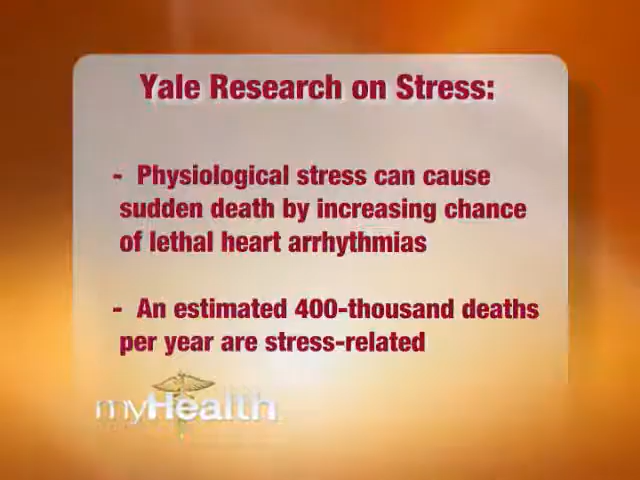 Yale Research on Stress:
- Physiological stress can cause
sudden death by increasing chance
of lethal heart arrhythmias
- An estimated 400-thousand deaths
per year are stress-related
myHealth